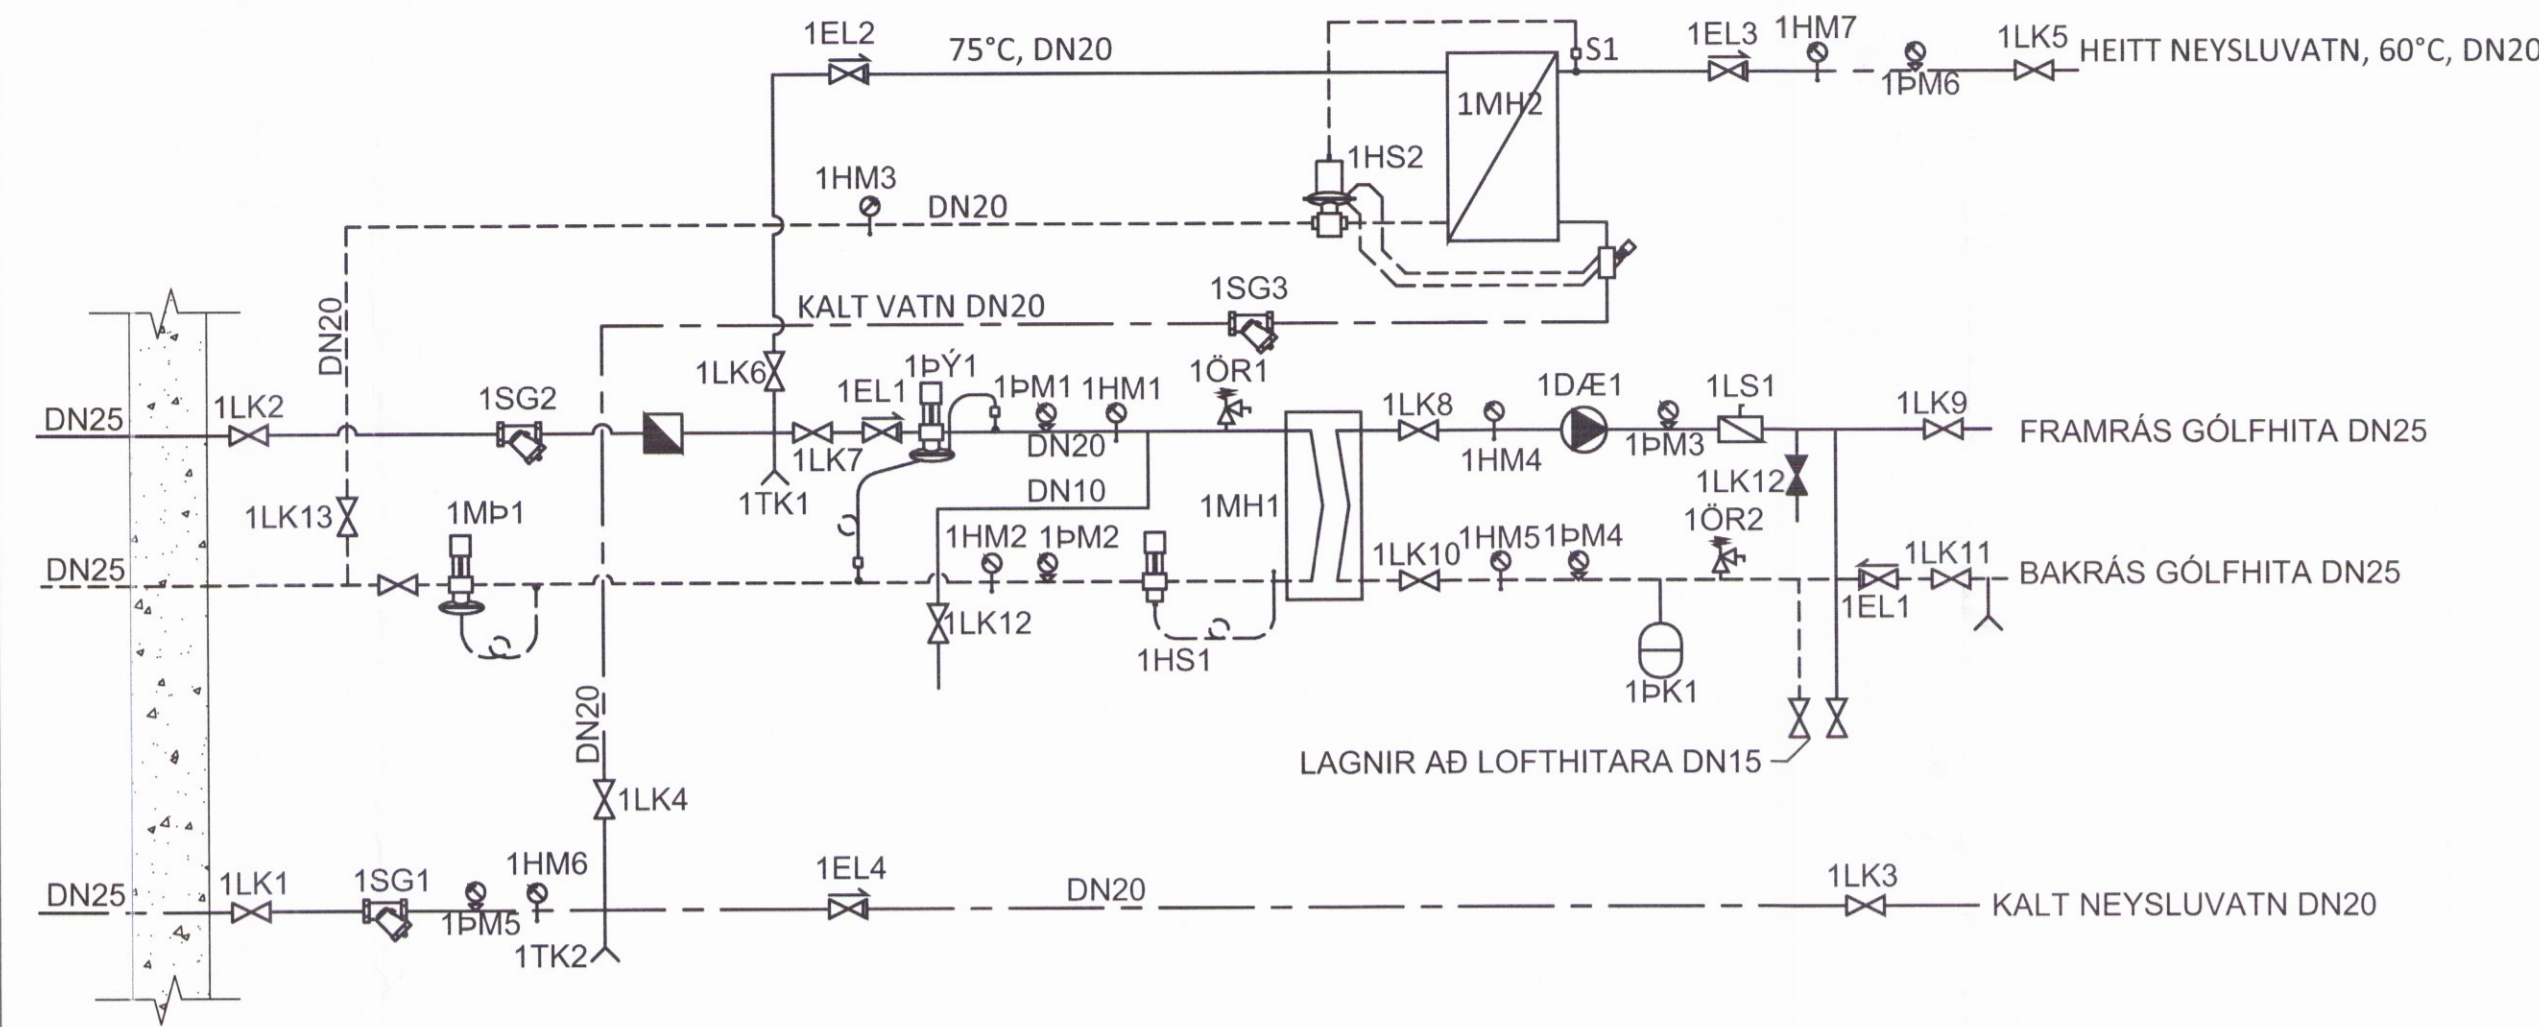 1EL2
75°C, DN20
S1
1EL3
1HM7
1ÞM6
1LK5
HEITT NEYSLUVATN, 60°C, DN20
1MH2
1HS2
1HM3
DN20
DN20
KALT VATN DN20
1SG3
DN25
1LK2
1SG2
1LK6
1EL1
1ÞÝ1
1ÞM1
1HM1
1ÖR1
1LK8
1DÆ1
1LS1
1LK9
FRAMRÁS GÓLFHITA DN25
1LK7
DN20
1HM4
1ÞM3
1TK1
DN10
1MH1
1LK12
1LK13
1MÞ1
1HM2
1ÞM2
1LK10
1HM5
1ÞM4
1ÖR2
1LK11
DN25
BAKRÁS GÓLFHITA DN25
1EL1
1LK12
1HS1
1ÞK1
DN20
LAGNIR AÐ LOFTHITARA DN15
1LK4
DN25
1LK1
1SG1
1HM6
1ÞM5
1TK2
1EL4
DN20
1LK3
KALT NEYSLUVATN DN20